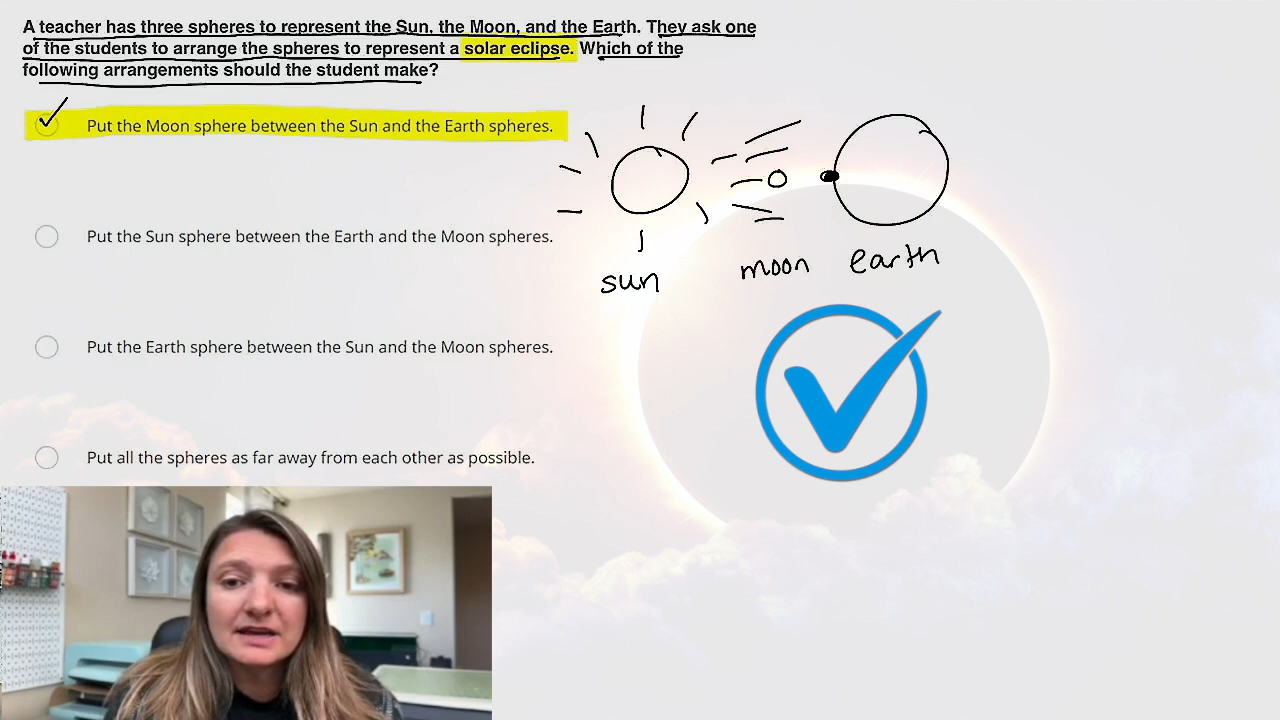 A teacher has three spheres to represent the Sun, the Moon, and the Earth. They ask one
of the students to arrange the spheres to represent a solar eclipse. Which of the
following arrangements should the student make?
Put the Moon sphere between the Sun and the Earth spheres.
Put the Sun sphere between the Earth and the Moon spheres.
sun
moon
earth
Put the Earth sphere between the Sun and the Moon spheres.
Put all the spheres as far away from each other as possible.